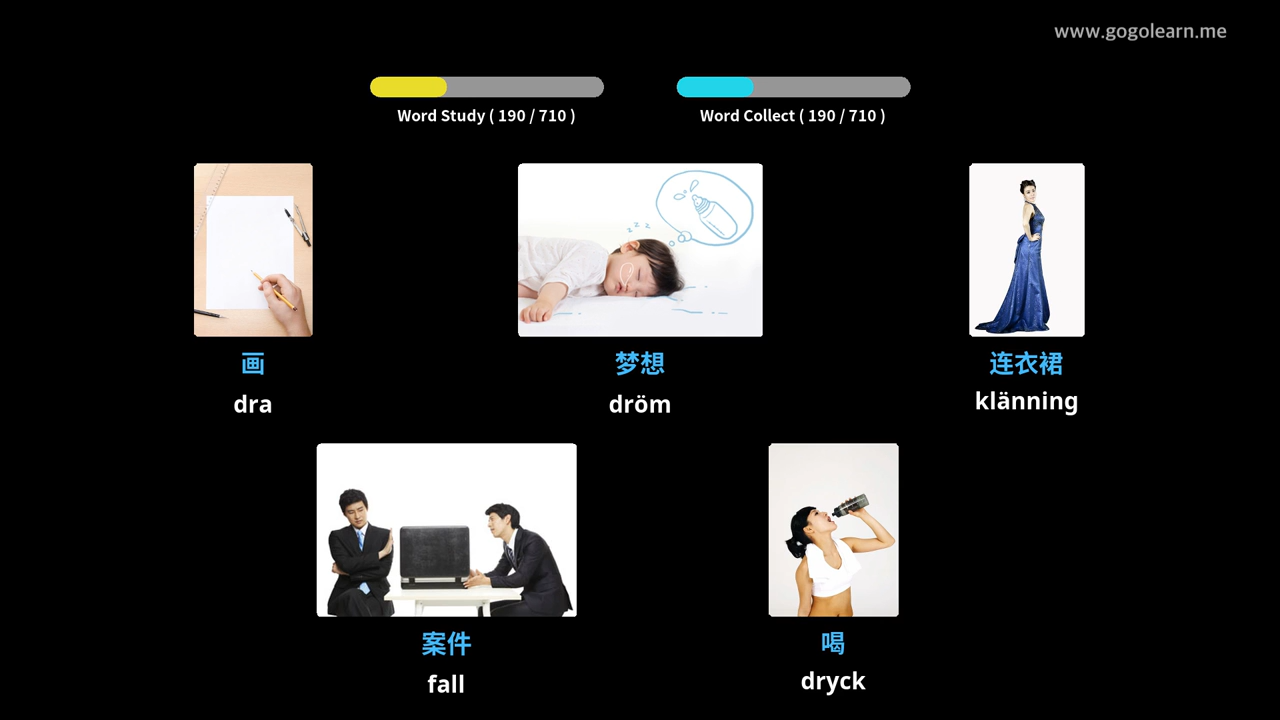 www.gogolearn.me
Word Study ( 190 / 710 )
Word Collect ( 190 / 710 )
画
dra
梦想
dröm
连衣裙
klänning
案件
fall
喝
dryck